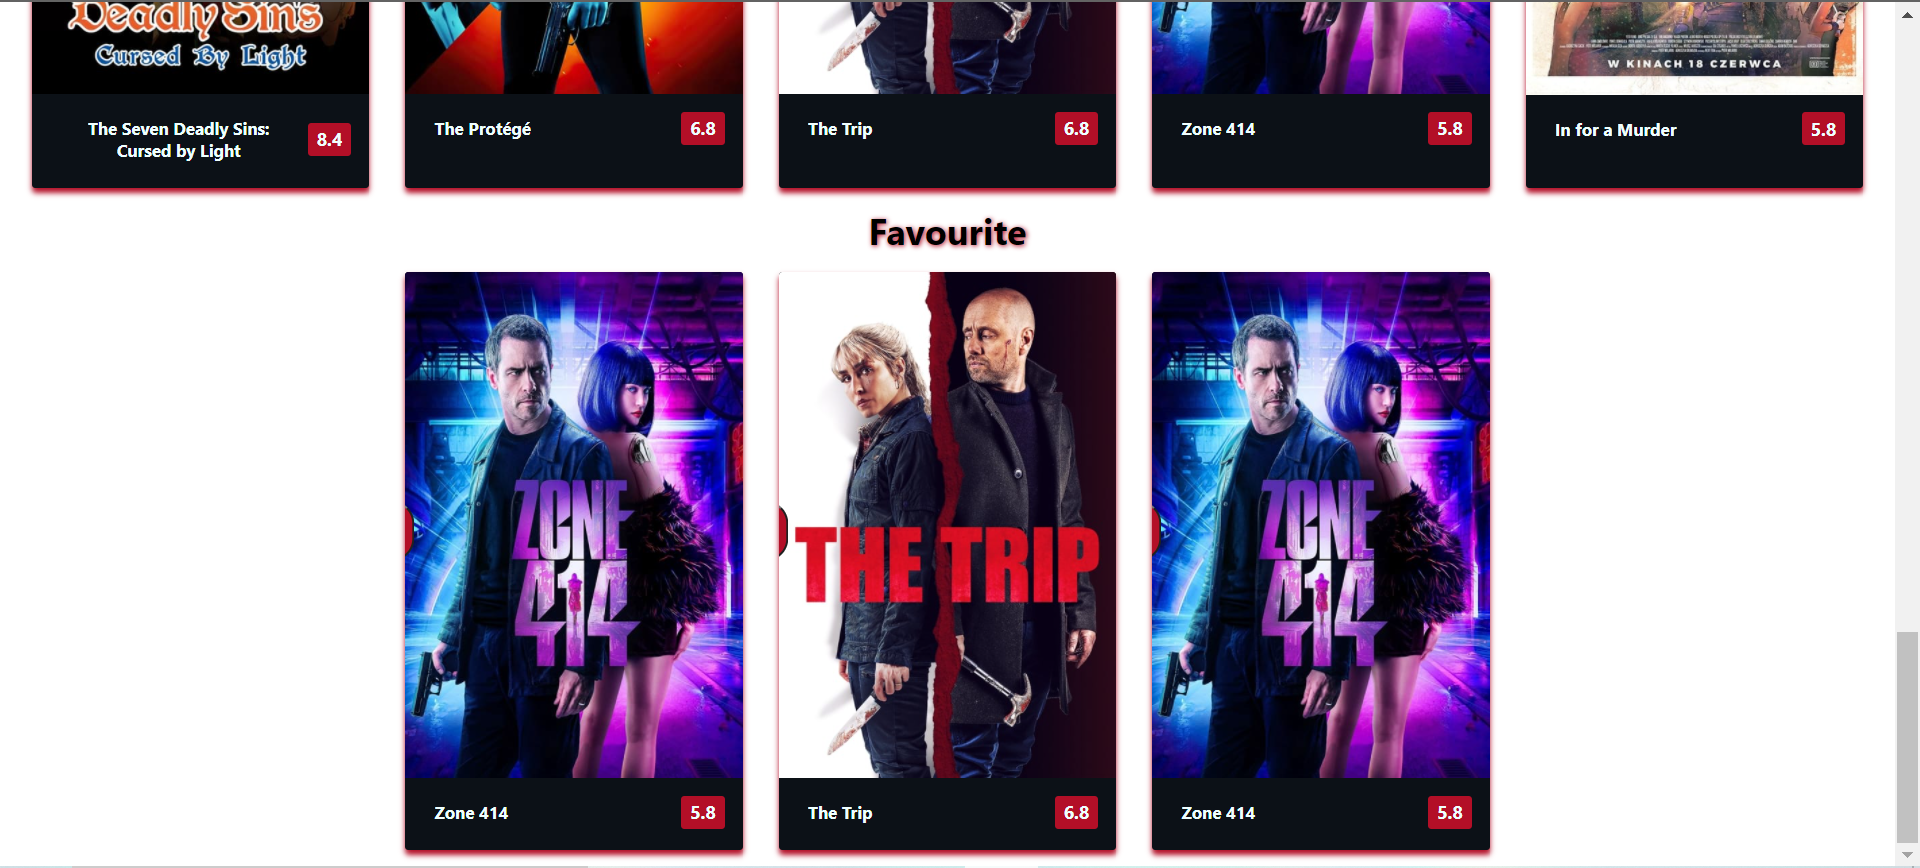 Deadly Sins
Cursed By Light
W KINACH 18 CZERWCA
The Seven Deadly Sins:
Cursed by Light
8.4
The Protégé
6.8
The Trip
6.8
Zone 414
5.8
In for a Murder
5.8
Favourite
ZONE
414
THE TRIP
ZONE
414
Zone 414
5.8
The Trip
6.8
Zone 414
5.8